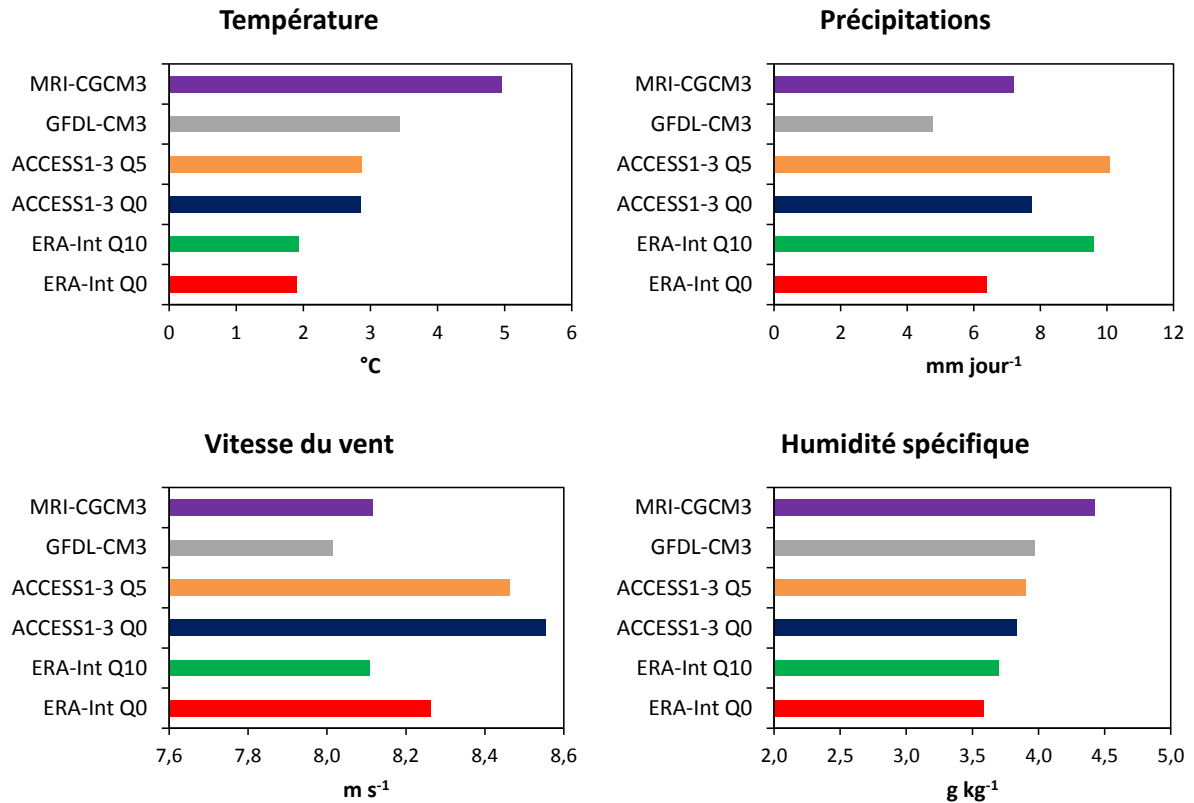 Température
MRI-CGCM3
GFDL-CM3
ACCESS1-3 Q5
ACCESS1-3 Q0
ERA-Int Q10
ERA-Int Q0
0 1 2 3 4 5 6
°C
Précipitations
MRI-CGCM3
GFDL-CM3
ACCESS1-3 Q5
ACCESS1-3 Q0
ERA-Int Q10
ERA-Int Q0
0 2 4 6 8 10 12
mm jour⁻¹
Vitesse du vent
MRI-CGCM3
GFDL-CM3
ACCESS1-3 Q5
ACCESS1-3 Q0
ERA-Int Q10
ERA-Int Q0
7,6 7,8 8,0 8,2 8,4 8,6
m s⁻¹
Humidité spécifique
MRI-CGCM3
GFDL-CM3
ACCESS1-3 Q5
ACCESS1-3 Q0
ERA-Int Q10
ERA-Int Q0
2,0 2,5 3,0 3,5 4,0 4,5 5,0
g kg⁻¹